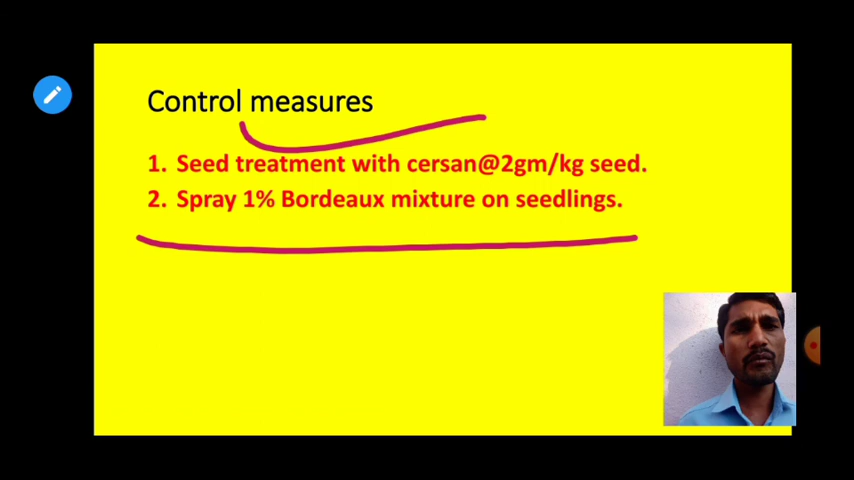 Control measures
1. Seed treatment with cersan@2gm/kg seed.
2. Spray 1% Bordeaux mixture on seedlings.